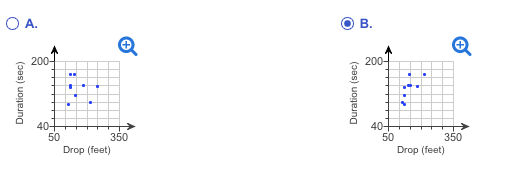 A.
200
Duration (sec)
40
50
350
Drop (feet)
B.
200
Duration (sec)
40
50
350
Drop (feet)